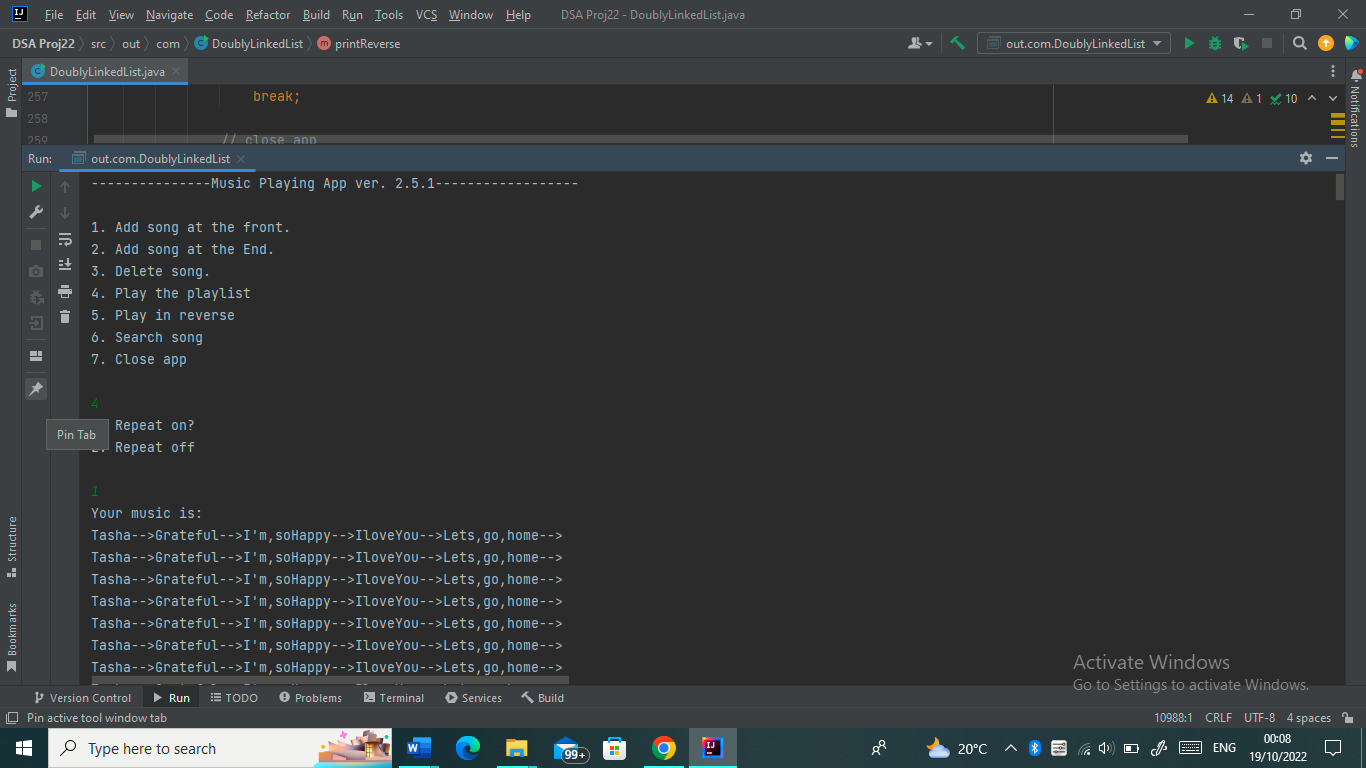 File Edit View Navigate Code Refactor Build Run Tools VCS Window Help DSA Proj22 - DoublyLinkedList.java
DSA Proj22 src out com DoublyLinkedList printReverse out.com.DoublyLinkedList
Project
DoublyLinkedList.java
Notifications
257 break;
14 1 10
258
259 // close app
Run: out.com.DoublyLinkedList
---------------Music Playing App ver. 2.5.1------------------
1. Add song at the front.
2. Add song at the End.
3. Delete song.
4. Play the playlist
5. Play in reverse
6. Search song
7. Close app
4
Repeat on?
Pin Tab
2. Repeat off
1
Your music is:
Tasha-->Grateful-->I'm,soHappy-->IloveYou-->Lets,go,home-->
Tasha-->Grateful-->I'm,soHappy-->IloveYou-->Lets,go,home-->
Tasha-->Grateful-->I'm,soHappy-->IloveYou-->Lets,go,home-->
Tasha-->Grateful-->I'm,soHappy-->IloveYou-->Lets,go,home-->
Tasha-->Grateful-->I'm,soHappy-->IloveYou-->Lets,go,home-->
Tasha-->Grateful-->I'm,soHappy-->IloveYou-->Lets,go,home-->
Tasha-->Grateful-->I'm,soHappy-->IloveYou-->Lets,go,home-->
Structure
Bookmarks
Activate Windows
Go to Settings to activate Windows.
Version Control Run TODO Problems Terminal Services Build
Pin active tool window tab 10988:1 CRLF UTF-8 4 spaces
Type here to search 99+ 20°C ENG 00:08
19/10/2022